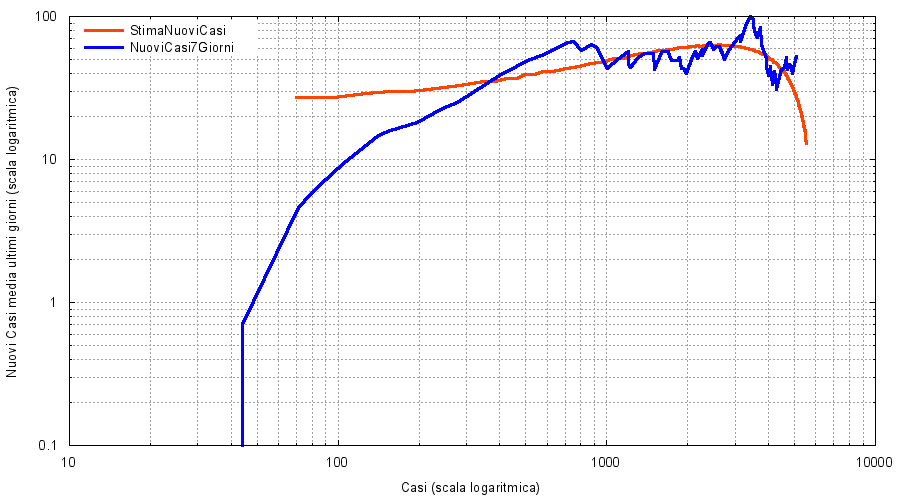 100
StimaNuoviCasi
NuoviCasi7Giorni
10
1
0.1
Nuovi Casi media ultimi giorni (scala logaritmica)
10
100
1000
10000
Casi (scala logaritmica)